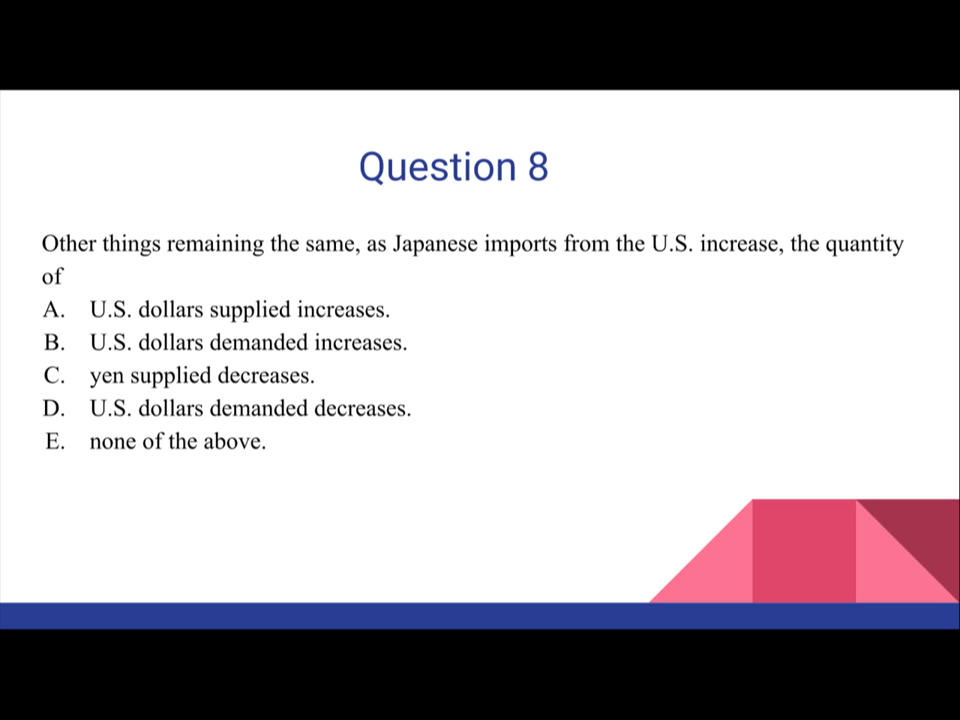 Question 8
Other things remaining the same, as Japanese imports from the U.S. increase, the quantity
of
A. U.S. dollars supplied increases.
B. U.S. dollars demanded increases.
C. yen supplied decreases.
D. U.S. dollars demanded decreases.
E. none of the above.